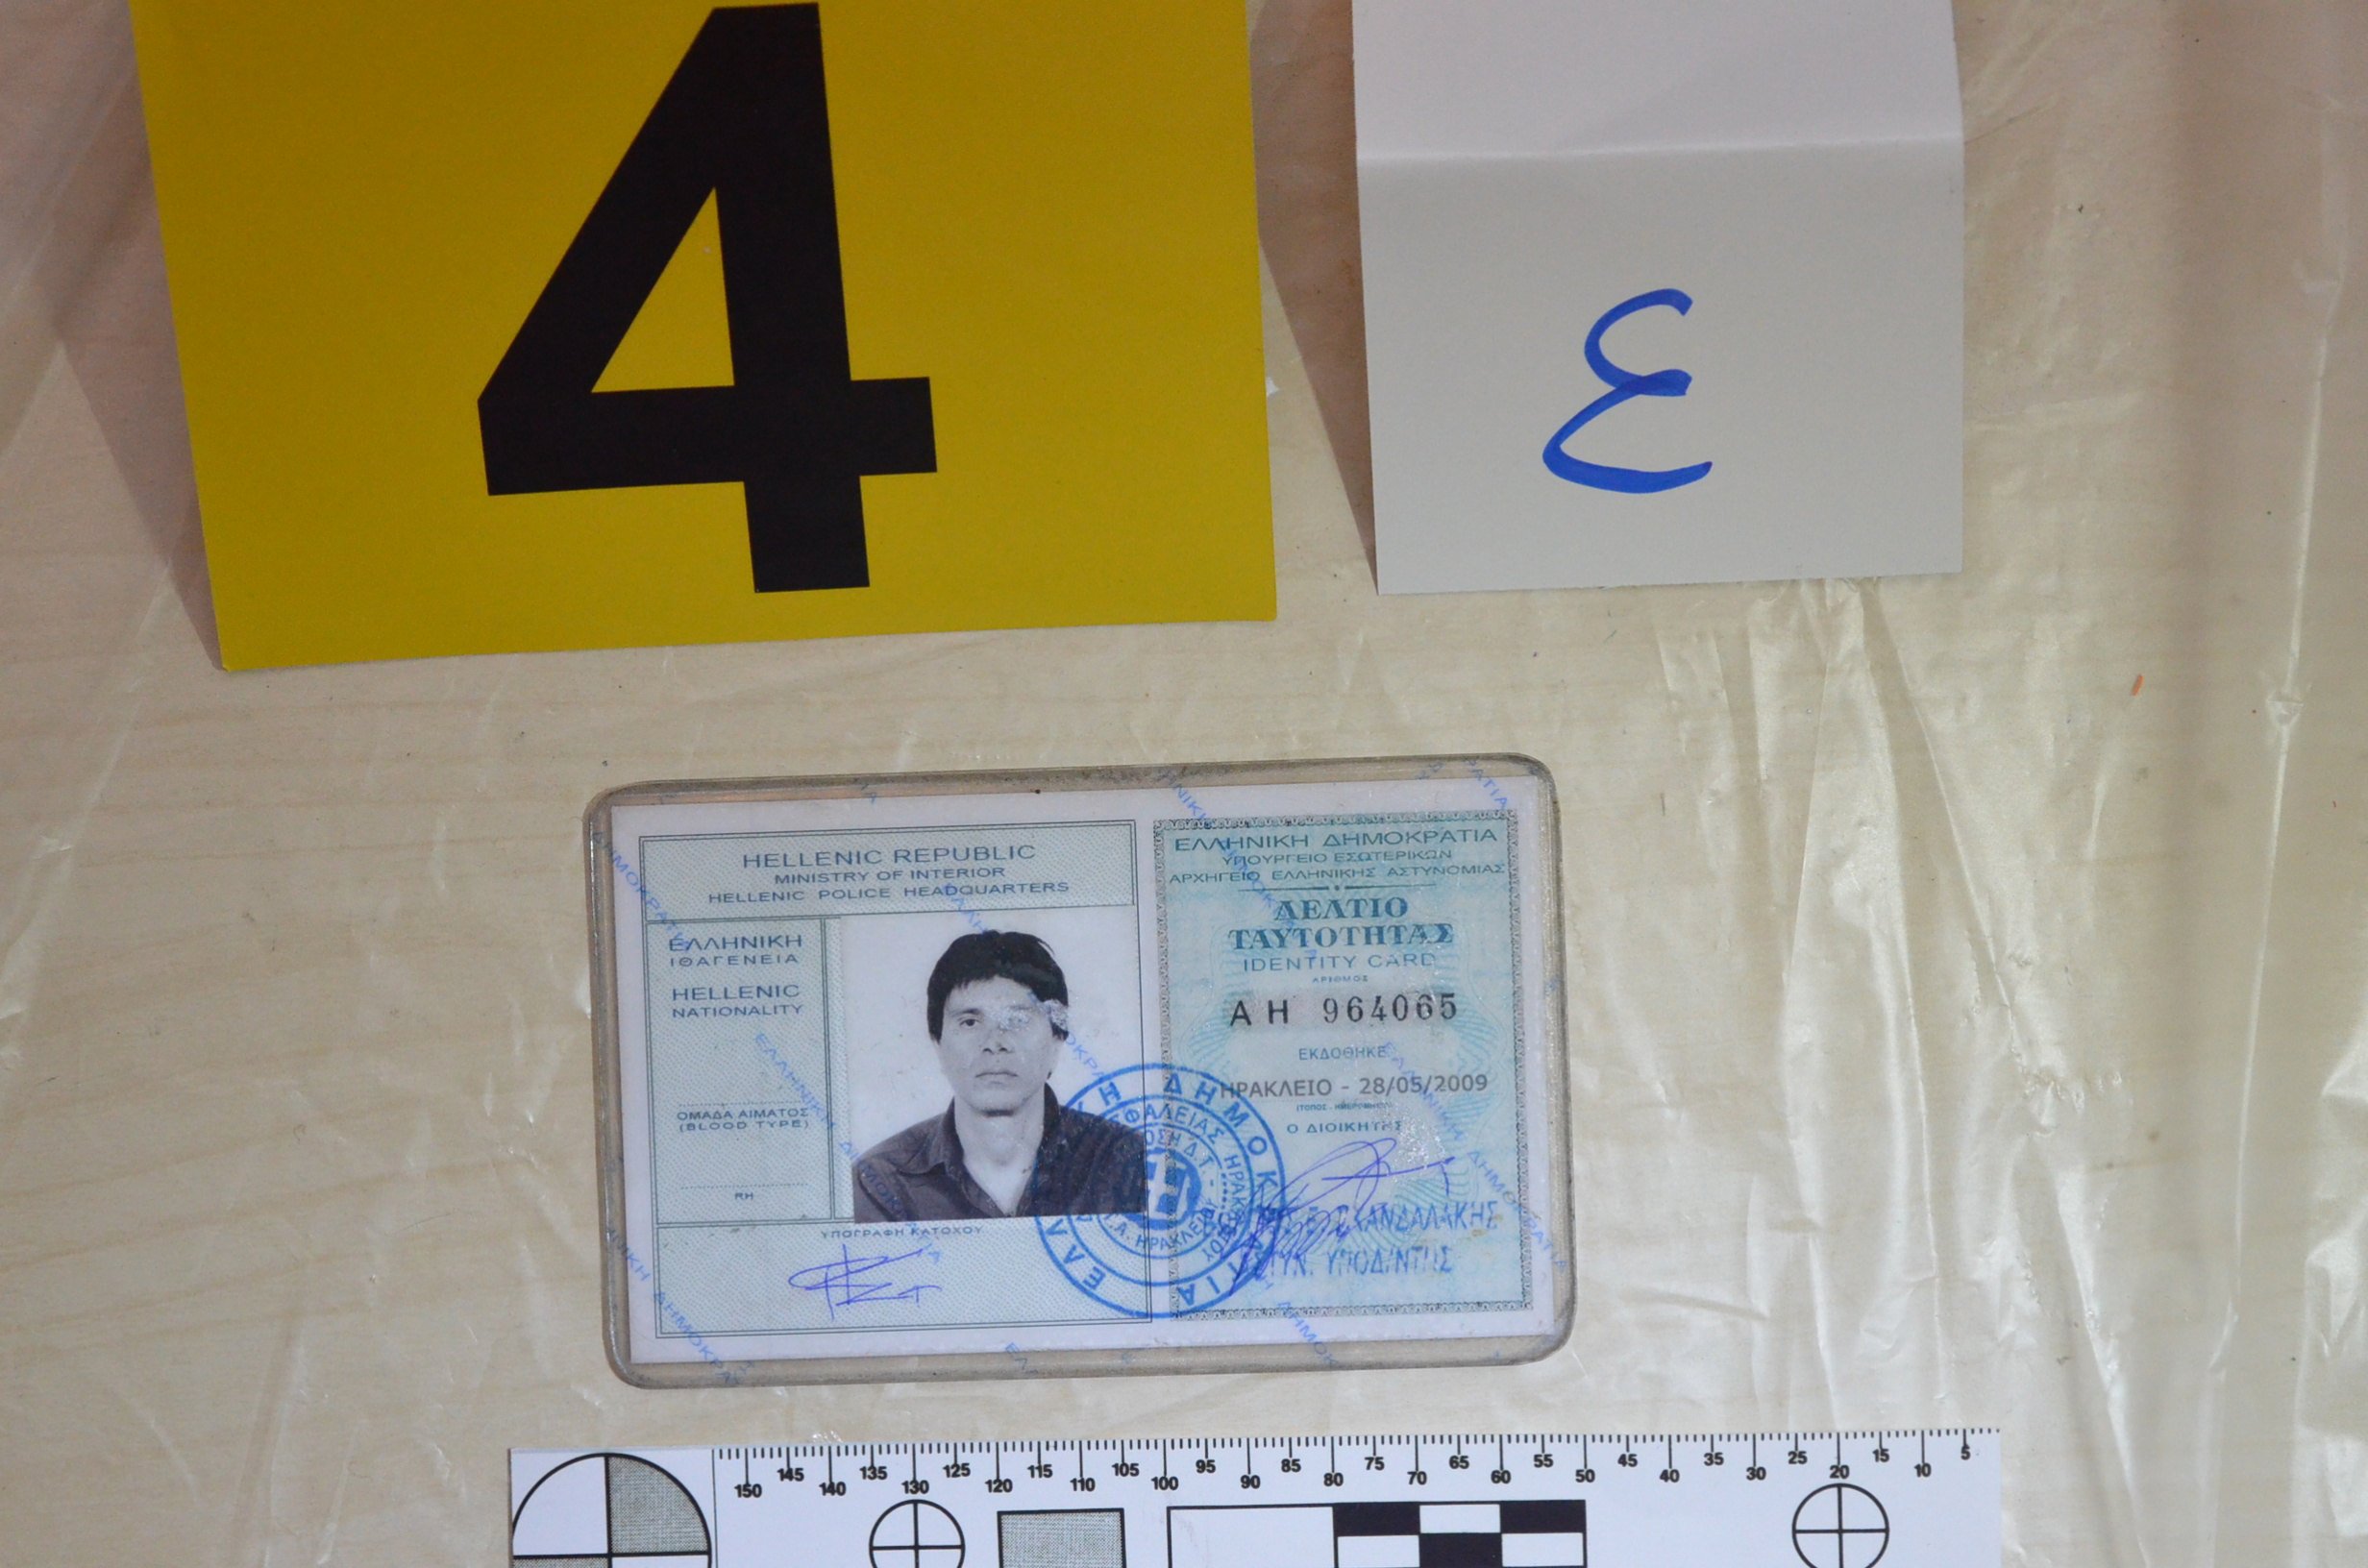 4
ε
HELLENIC REPUBLIC
MINISTRY OF INTERIOR
HELLENIC POLICE HEADQUARTERS
ΕΛΛΗΝΙΚΗ
ΙΘΑΓΕΝΕΙΑ
HELLENIC
NATIONALITY
ΟΜΑΔΑ ΑΙΜΑΤΟΣ
(BLOOD TYPE)
RH
ΥΠΟΓΡΑΦΗ ΚΑΤΟΧΟΥ
ΕΛΛΗΝΙΚΗ ΔΗΜΟΚΡΑΤΙΑ
ΥΠΟΥΡΓΕΙΟ ΕΣΩΤΕΡΙΚΩΝ
ΑΡΧΗΓΕΙΟ ΕΛΛΗΝΙΚΗΣ ΑΣΤΥΝΟΜΙΑΣ
ΔΕΛΤΙΟ
ΤΑΥΤΟΤΗΤΑΣ
IDENTITY CARD
ΑΡΙΘΜΟΣ
ΑΗ 964065
ΕΚΔΟΘΗΚΕ
ΗΡΑΚΛΕΙΟ - 28/05/2009
Ο ΔΙΟΙΚΗΤΗΣ
145 135 125 115 105 95 85 75 65 55 45 35 25 15 5
150 140 130 120 110 100 90 80 70 60 50 40 30 20 10